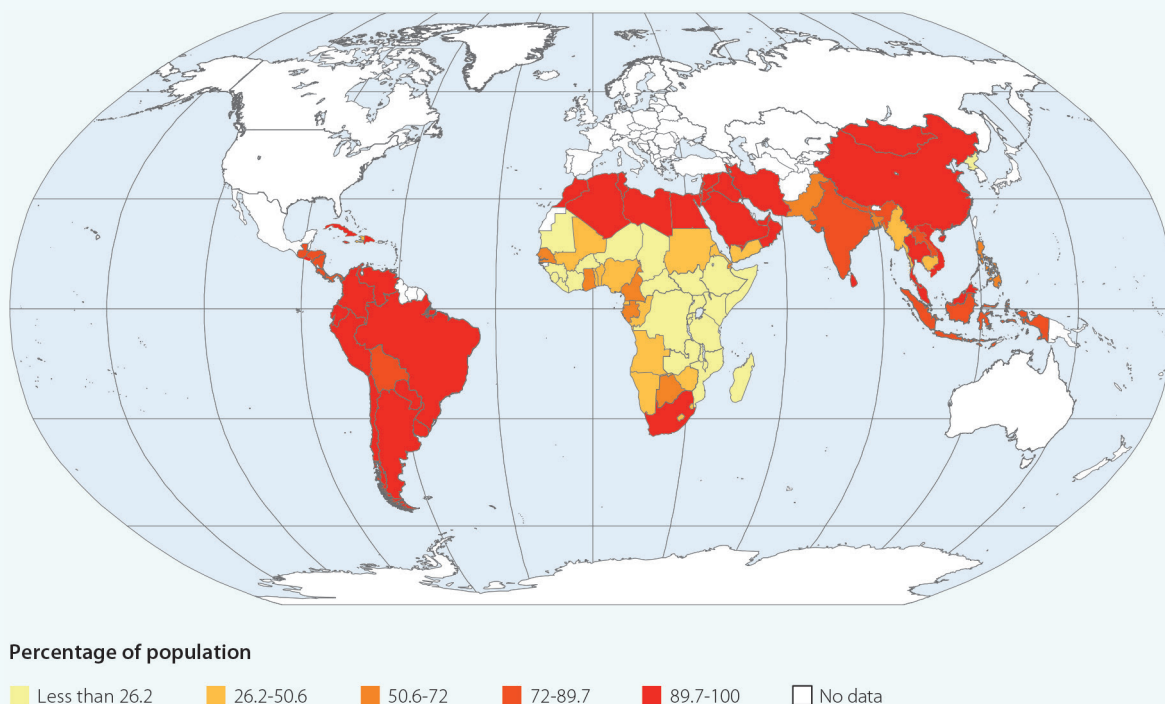 Percentage of population
Less than 26.2 26.2-50.6 50.6-72 72-89.7 89.7-100 No data